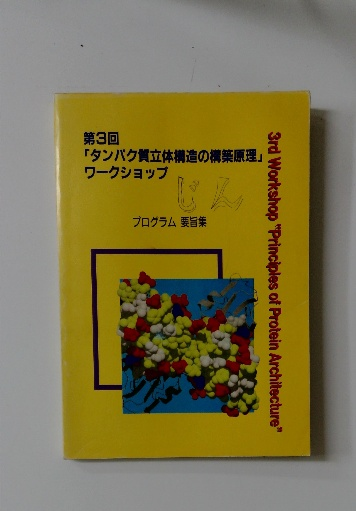 第3回
「タンパク質立体構造の構築原理」
ワークショップ
じん
プログラム 要旨集
3rd Workshop "Principles of Protein Architecture"